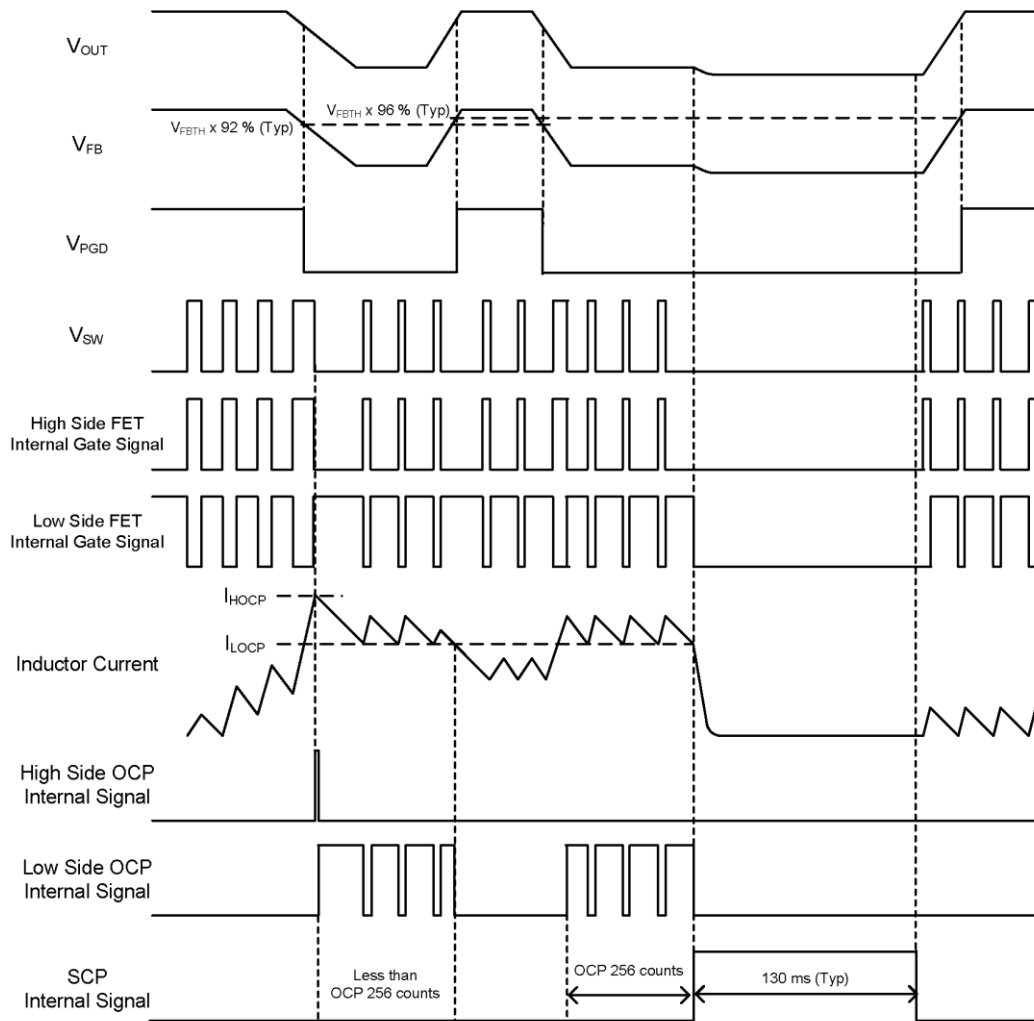 VOUT
VFBTH x 96 % (Typ)
VFBTH x 92 % (Typ)
VFB
VPGD
VSW
High Side FET
Internal Gate Signal
Low Side FET
Internal Gate Signal
IHOCP
ILOCP
Inductor Current
High Side OCP
Internal Signal
Low Side OCP
Internal Signal
SCP
Internal Signal
Less than
OCP 256 counts
OCP 256 counts
130 ms (Typ)